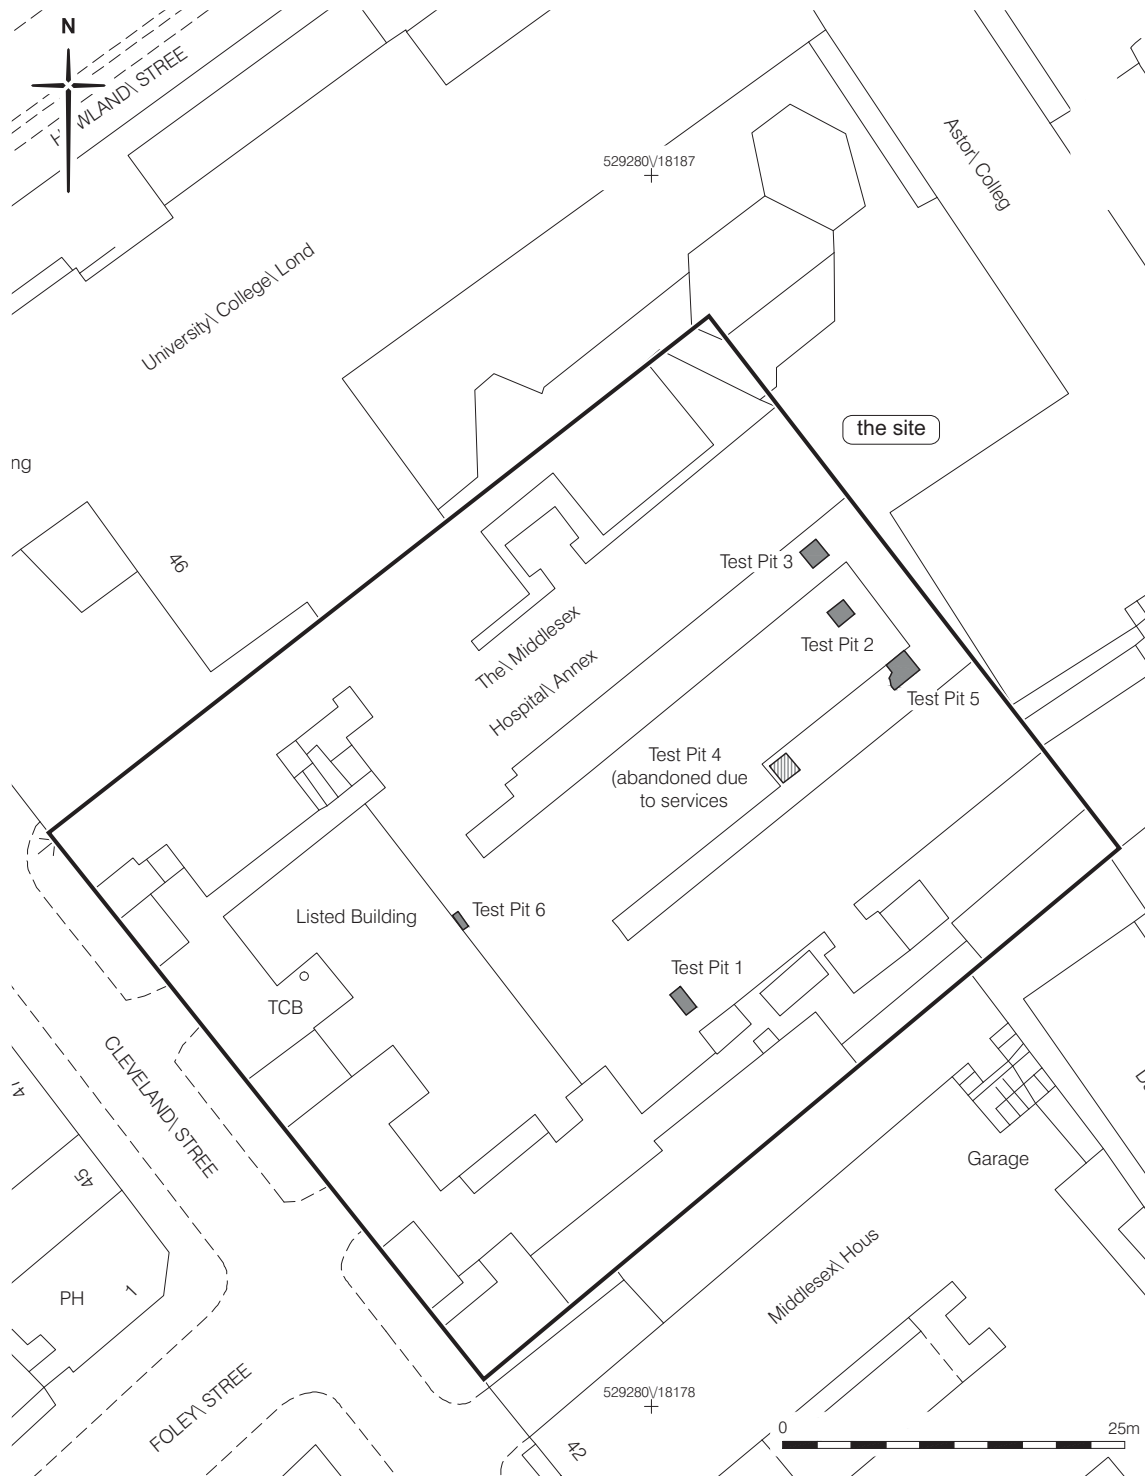 N
WLAND\ STREE
529280\/18187
Astor\ Colleg
University\ College\ Lond
the site
ng
46
Test Pit 3
Test Pit 2
The\ Middlesex
Hospital\ Annex
Test Pit 5
Test Pit 4
(abandoned due
to services
Listed Building
Test Pit 6
TCB
Test Pit 1
CLEVELAND\ STREE
45
Garage
PH
1
Middlesex\ Hous
FOLEY\ STREE
529280\/18178
42
0
25m